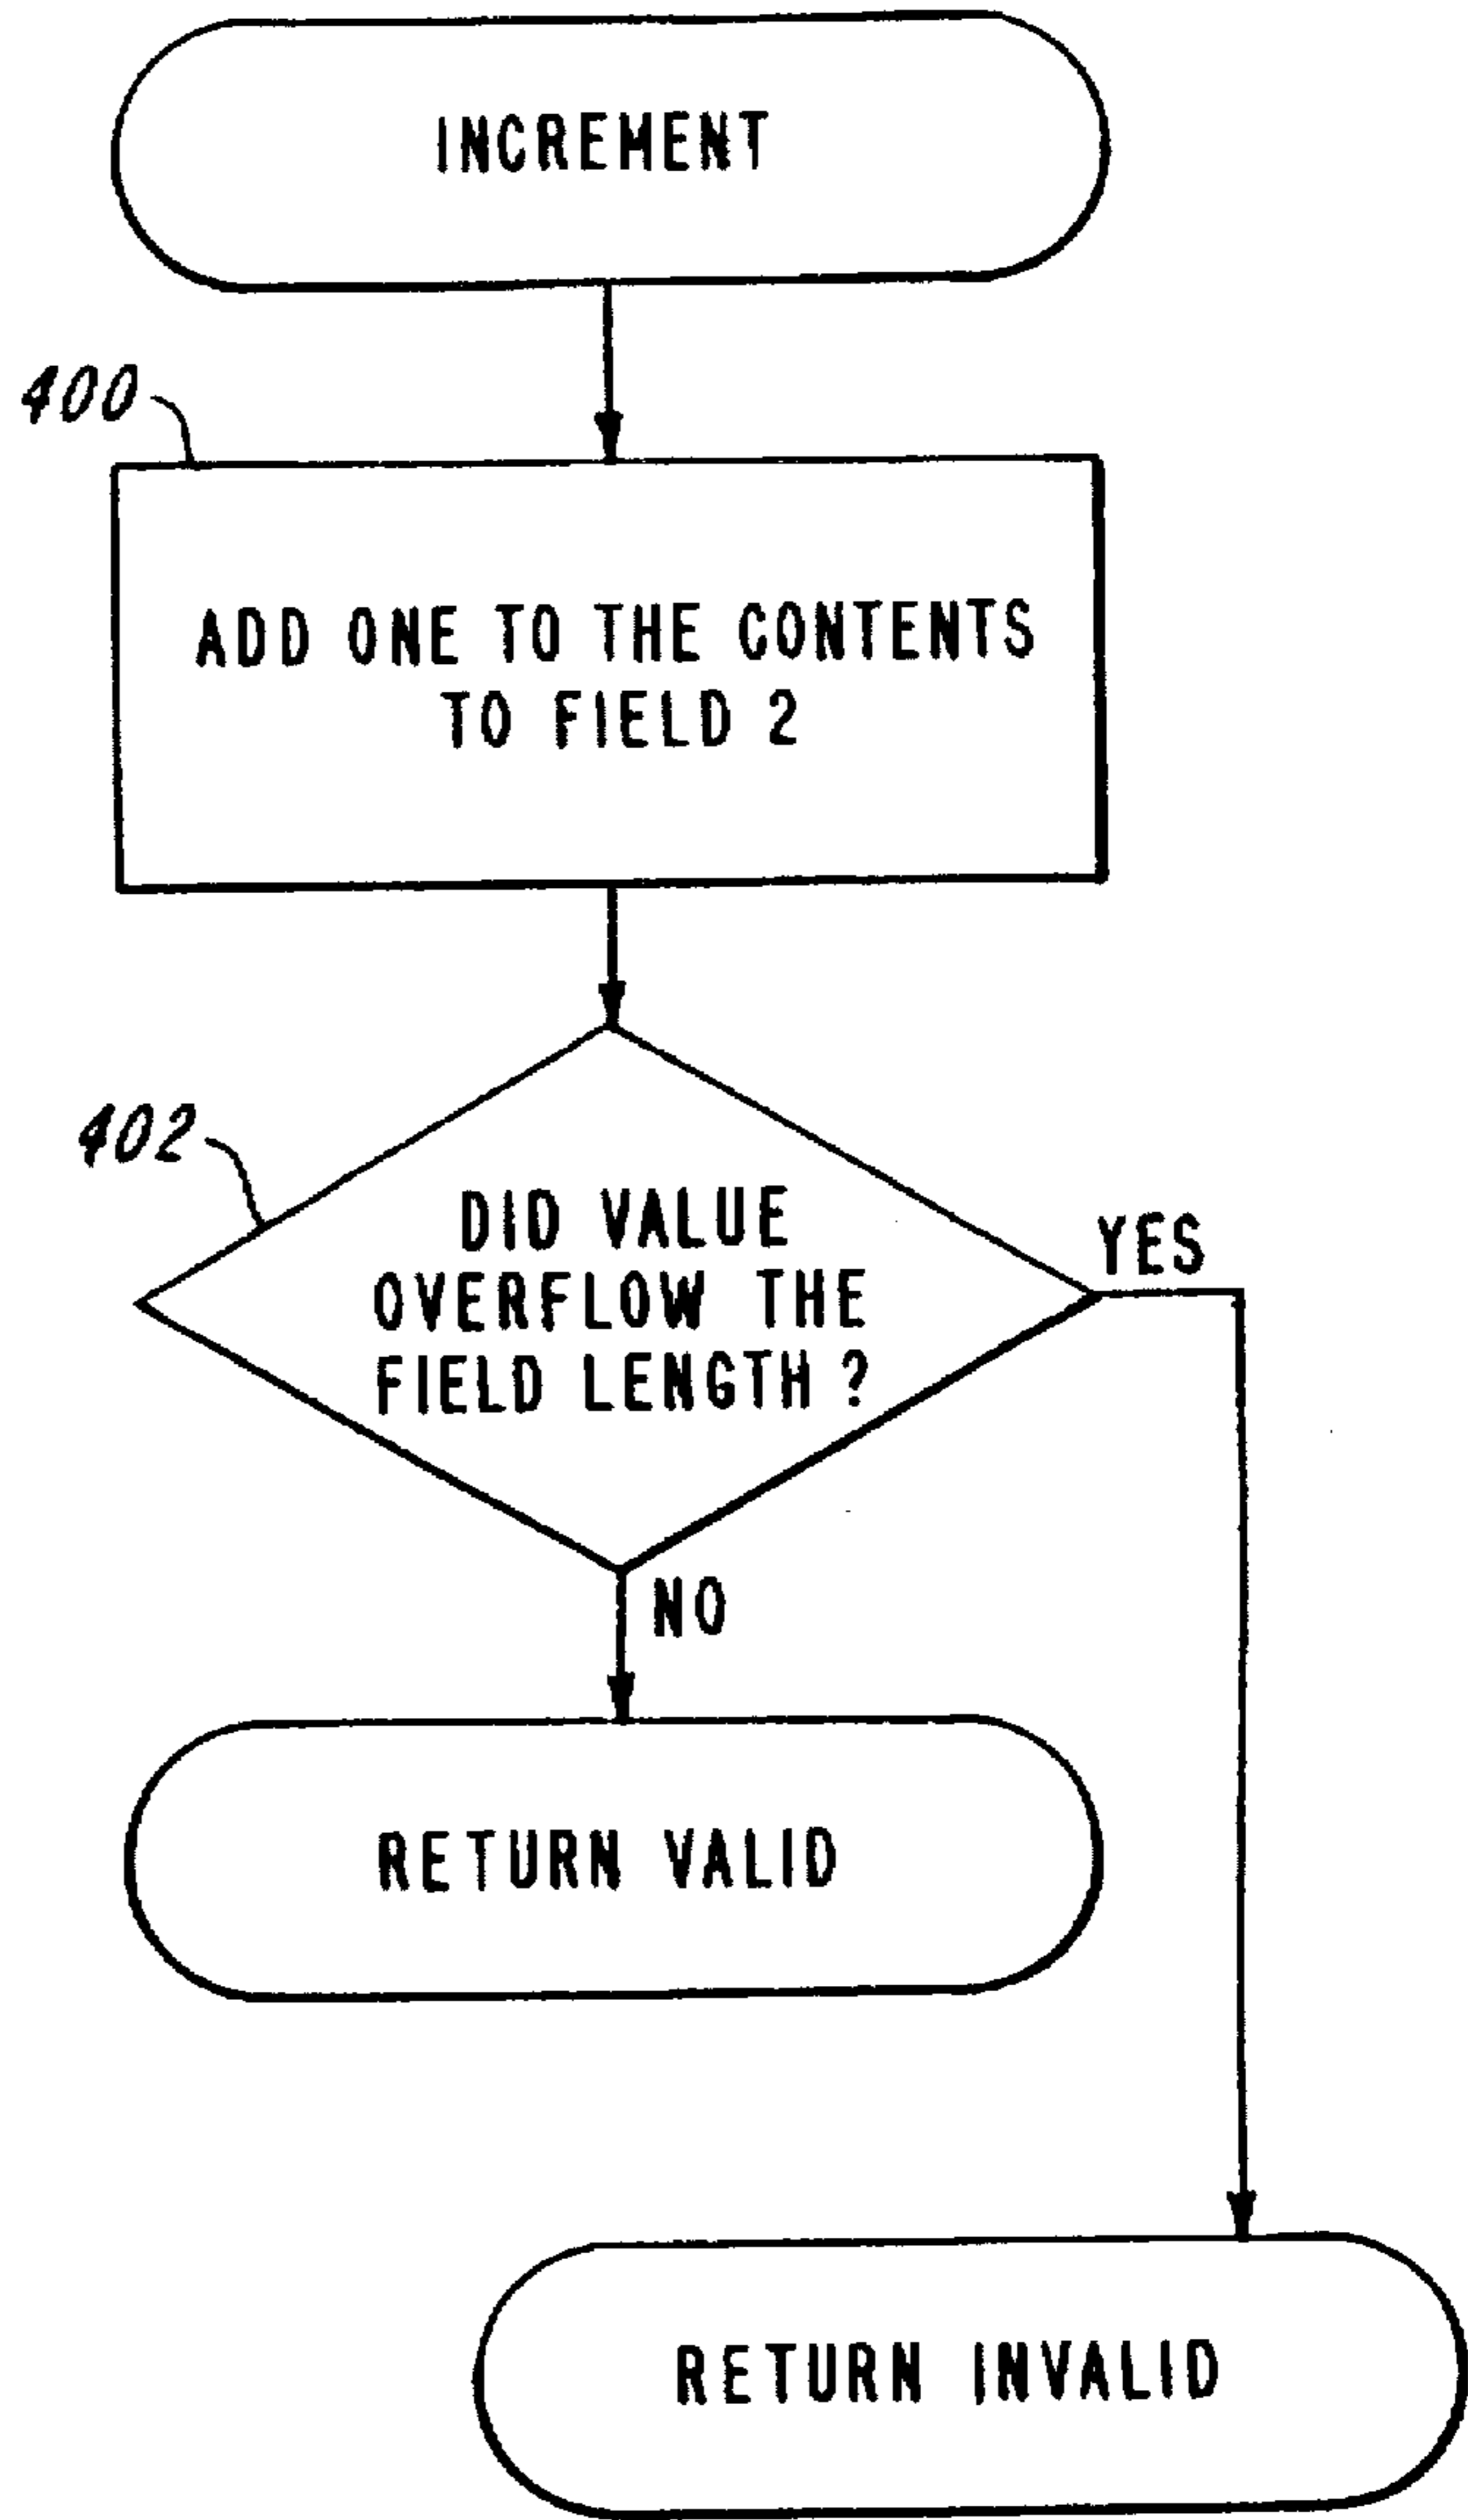 INCREMENT
400
ADD ONE TO THE CONTENTS
TO FIELD 2
402
DID VALUE
OVERFLOW THE
FIELD LENGTH ?
YES
NO
RETURN VALID
RETURN INVALID